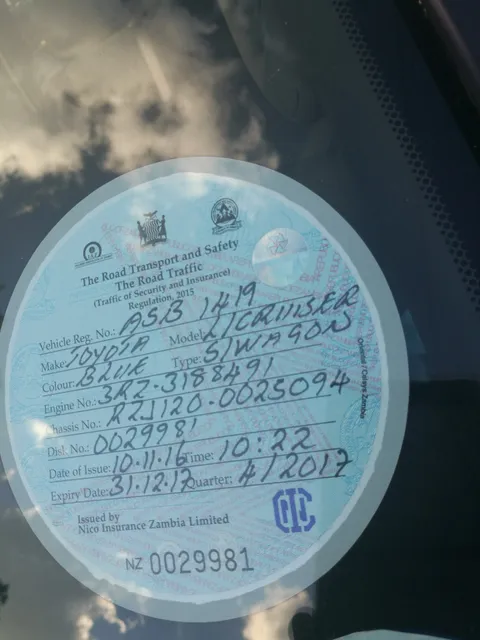 The Road Transport and Safety
The Road Traffic
(Traffic of Security and Insurance)
Regulation, 2015
Vehicle Reg. No.: ASB 1419
Make: TOYOTA Model: L/CRUISER
Colour: BLUE Type: S/WAGON
Engine No.: 3RZ-3188491
Chassis No.: RZJ120-0025094
Disk. No.: 0029981
Date of Issue: 10.11.16 Time: 10:22
Expiry Date: 31.12.17 Quarter: 4/2017
Issued by
Nico Insurance Zambia Limited
NZ 0029981